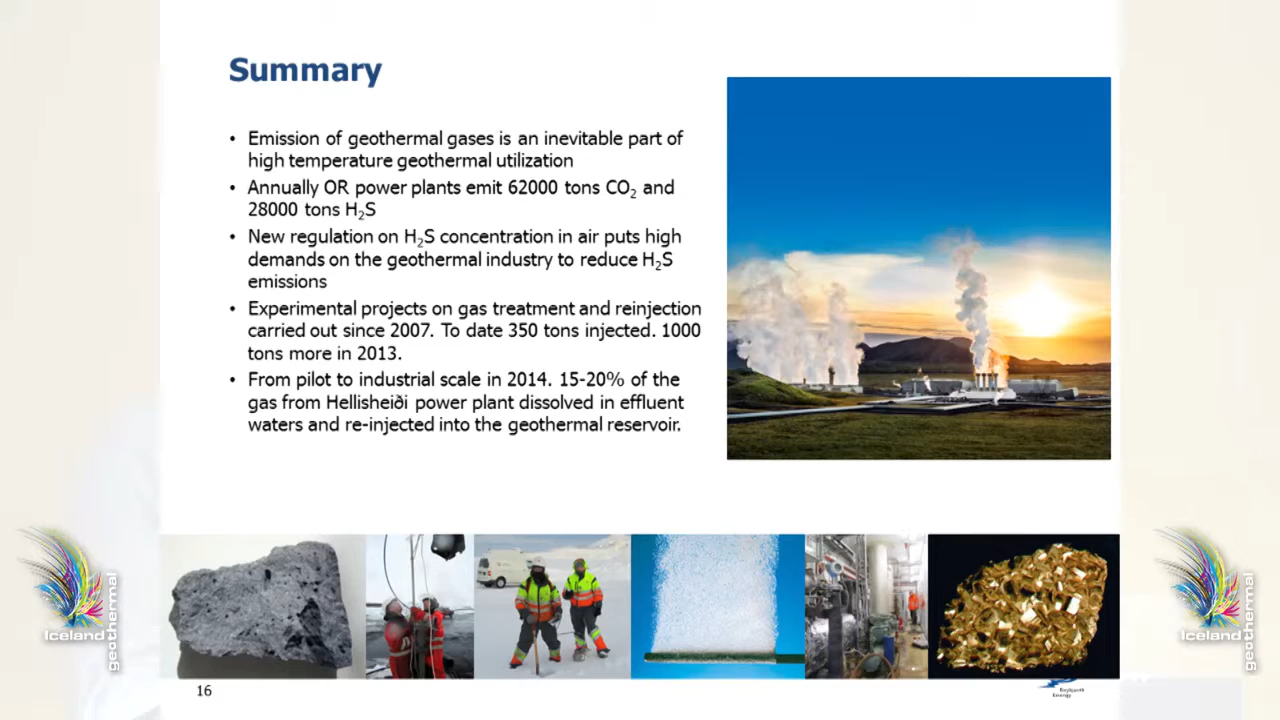 Summary
• Emission of geothermal gases is an inevitable part of
high temperature geothermal utilization
• Annually OR power plants emit 62000 tons CO₂ and
28000 tons H₂S
• New regulation on H₂S concentration in air puts high
demands on the geothermal industry to reduce H₂S
emissions
• Experimental projects on gas treatment and reinjection
carried out since 2007. To date 350 tons injected. 1000
tons more in 2013.
• From pilot to industrial scale in 2014. 15-20% of the
gas from Hellisheiði power plant dissolved in effluent
waters and re-injected into the geothermal reservoir.
Iceland
geothermal
Iceland
geothermal
16
Reykjavík
Energy